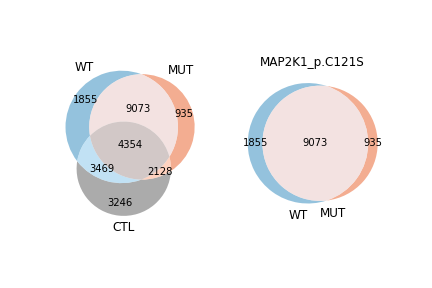 WT
MUT
1855
9073
935
4354
3469
2128
3246
CTL
MAP2K1_p.C121S
1855
9073
935
WT
MUT